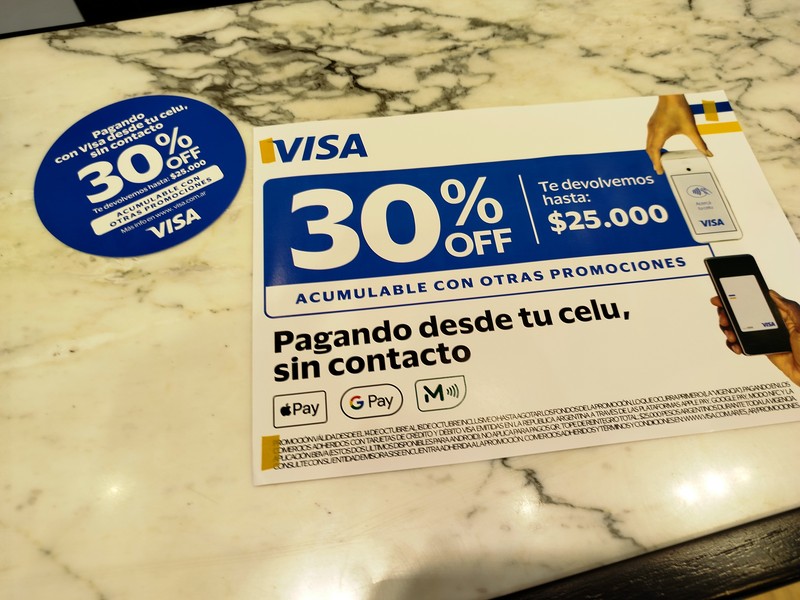 Pagando
con Visa desde tu celu,
sin contacto
30% OFF
Te devolvemos hasta: $25.000
ACUMULABLE CON
OTRAS PROMOCIONES
Más info en www.visa.com.ar
VISA
VISA
30% OFF
Te devolvemos
hasta:
$25.000
ACUMULABLE CON OTRAS PROMOCIONES
Pagando desde tu celu,
sin contacto
Pay
G Pay
M
VISA
VISA
PROMOCIÓN VÁLIDA DESDE EL 14 DE OCTUBRE AL 18 DE OCTUBRE INCLUSIVE O HASTA AGOTAR LOS FONDOS DE LA PROMOCIÓN, LO QUE OCURRA PRIMERO (LA VIGENCIA), PAGANDO EN LOS
COMERCIOS ADHERIDOS CON TARJETAS DE CRÉDITO Y DÉBITO VISA EMITIDAS EN LA REPÚBLICA ARGENTINA A TRAVÉS DE LAS PLATAFORMAS APPLE PAY, GOOGLE PAY, MODO NFC Y LA
APLICACIÓN BBVA (ESTOS DOS ÚLTIMOS DISPONIBLES PARA ANDROID). NO APLICA PARA PAGOS QR. TOPE DE REINTEGRO TOTAL: $25.000 PESOS ARGENTINOS DURANTE TODA LA VIGENCIA.
CONSULTE CON SU ENTIDAD EMISORA SI SE ENCUENTRA ADHERIDA A LA PROMOCIÓN. COMERCIOS ADHERIDOS Y TÉRMINOS Y CONDICIONES EN WWW.VISA.COM.AR/ES_AR/PROMOCIONES